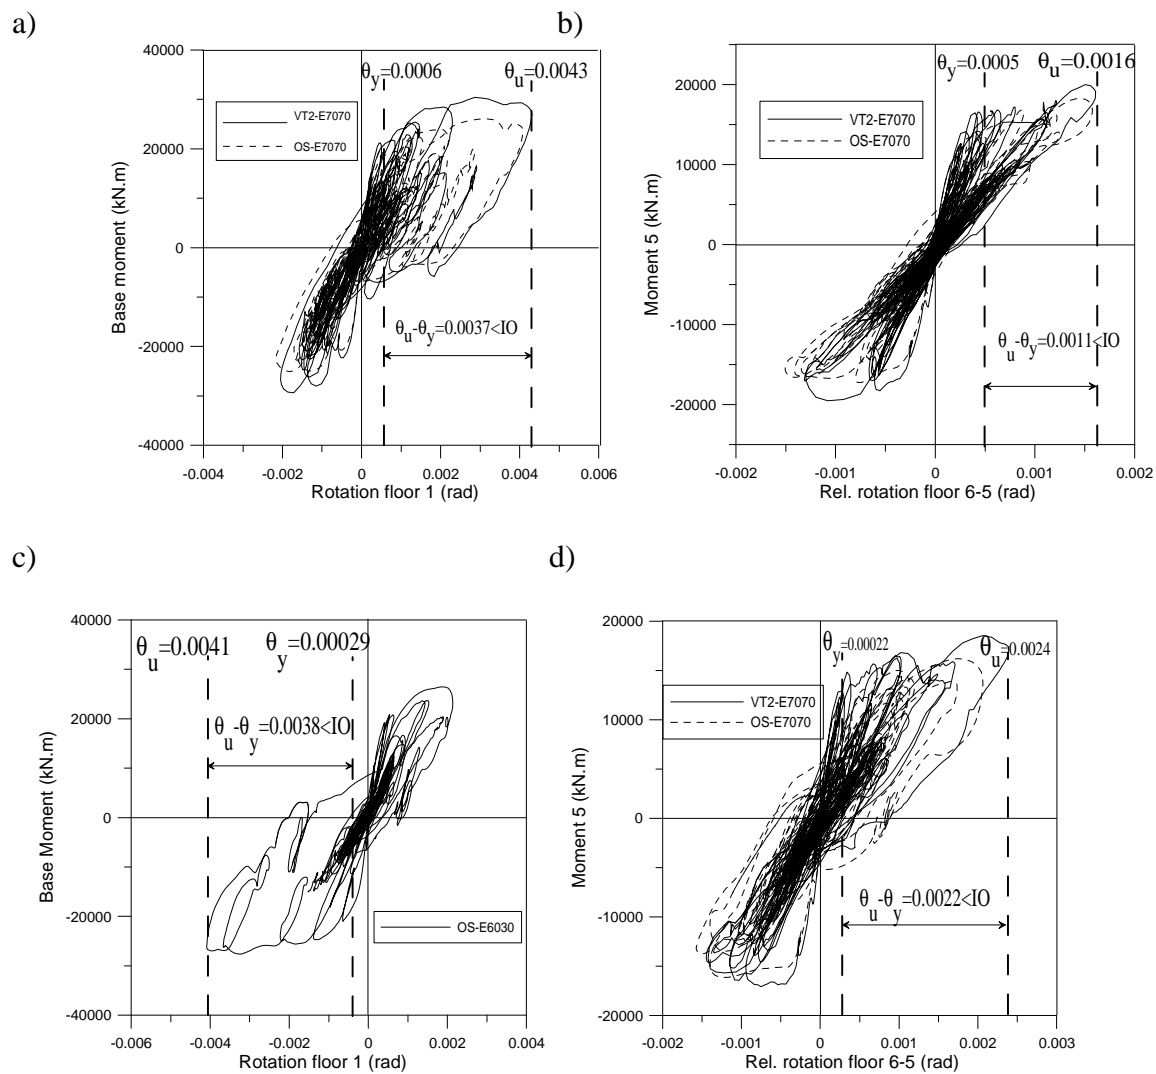 a)
40000
20000
0
-20000
-40000
Base moment (kN.m)
θy=0.0006
θu=0.0043
VT2-E7070
OS-E7070
θu-θy=0.0037<IO
-0.004
-0.002
0
0.002
0.004
0.006
Rotation floor 1 (rad)
b)
20000
10000
0
-10000
-20000
Moment 5 (kN.m)
θy=0.0005
θu=0.0016
VT2-E7070
OS-E7070
θu-θy=0.0011<IO
-0.002
-0.001
0
0.001
0.002
Rel. rotation floor 6-5 (rad)
c)
40000
20000
0
-20000
-40000
Base Moment (kN.m)
θu=0.0041
θy=0.00029
θu-θy=0.0038<IO
OS-E6030
-0.006
-0.004
-0.002
0
0.002
0.004
Rotation floor 1 (rad)
d)
20000
10000
0
-10000
-20000
Moment 5 (kN.m)
θy=0.00022
θu=0.0024
VT2-E7070
OS-E7070
θu-θy=0.0022<IO
-0.002
-0.001
0
0.001
0.002
0.003
Rel. rotation floor 6-5 (rad)